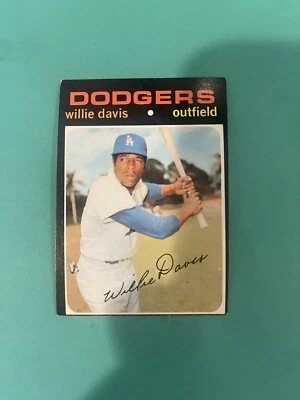 DODGERS
willie davis • outfield
LA
Willie Davis